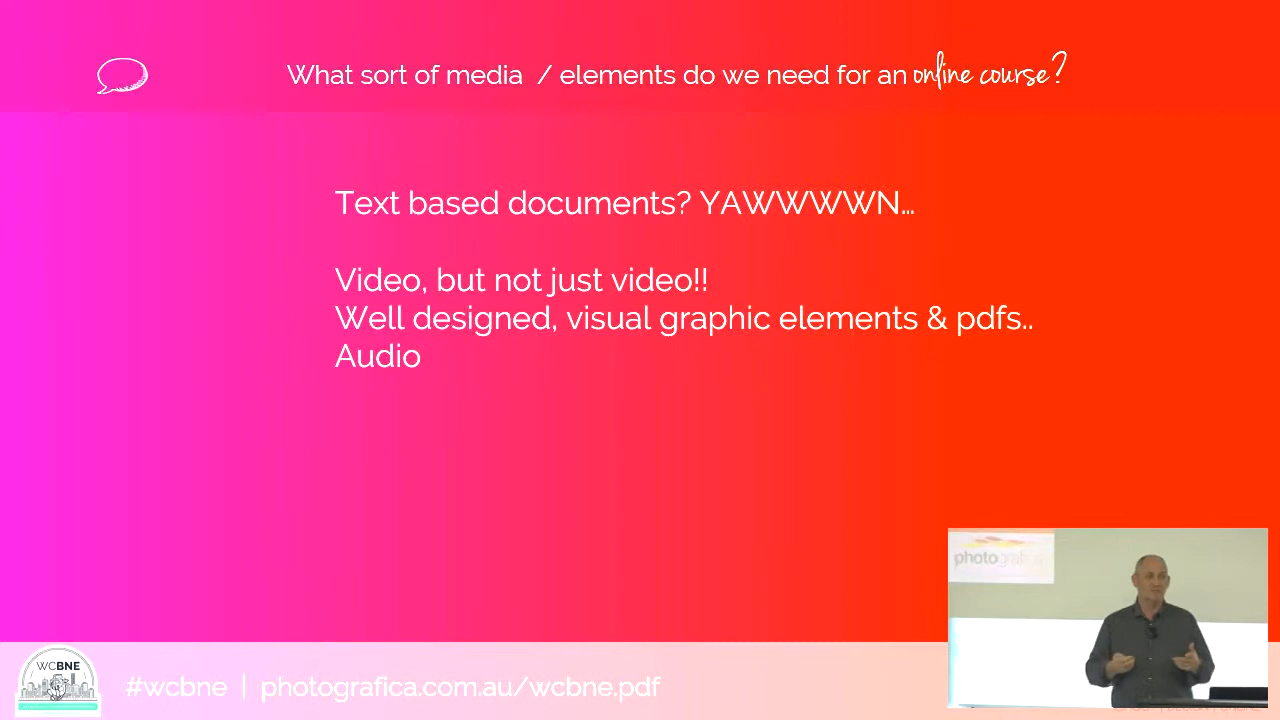 What sort of media / elements do we need for an online course?
Text based documents? YAWWWWN...
Video, but not just video!!
Well designed, visual graphic elements & pdfs..
Audio
photografica
WCBNE
#wcbne | photografica.com.au/wcbne.pdf